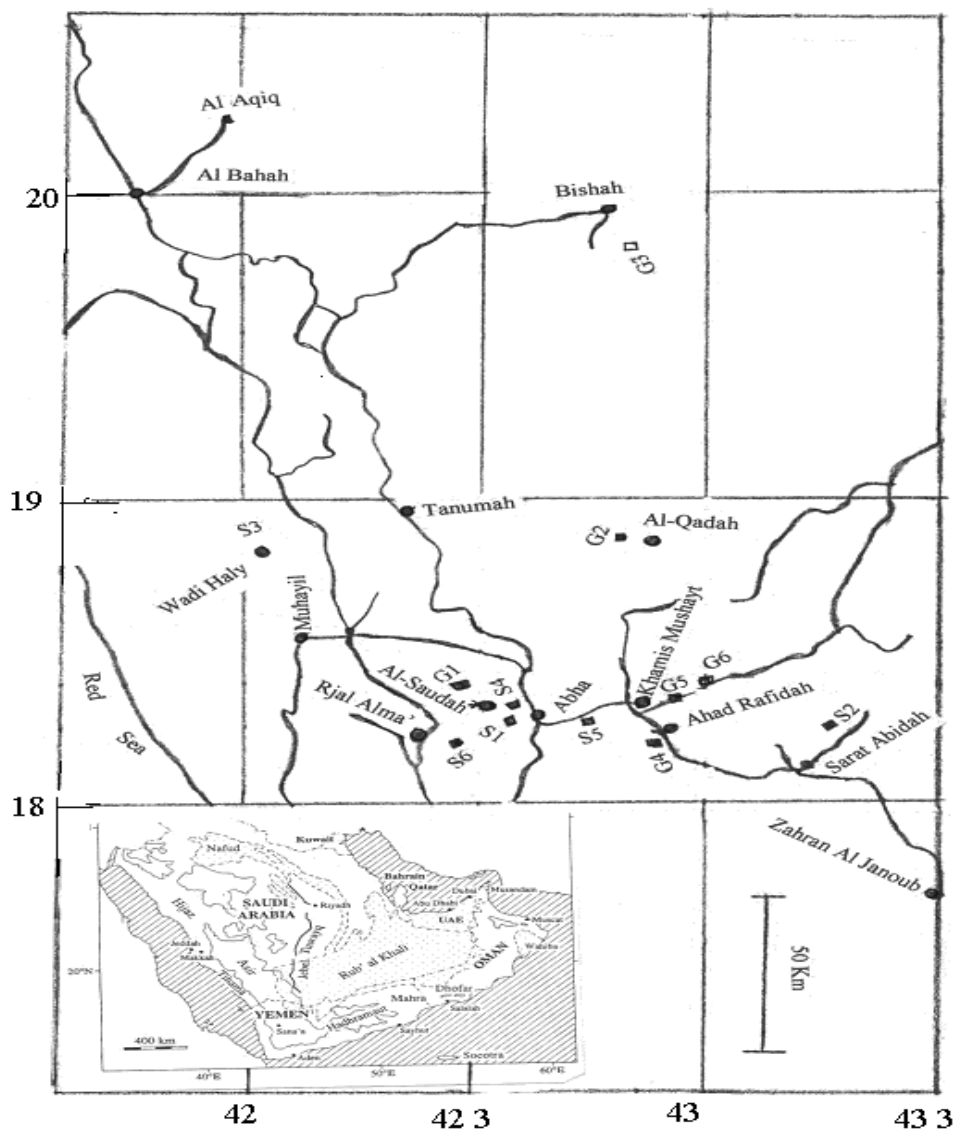 Al Aqiq
Al Bahah
20
Bishah
G3
19
Tanumah
S3
Al-Qadah
G2
Wadi Haly
Muhayil
Khamis Mushayt
Red
Sea
G1
Al-Saudah
S4
G6
G5
Rjal Alma'
Abha
Ahad Rafidah
S1
S5
S2
S6
G4
Sarat Abidah
18
Zahran Al Janoub
50 Km
Kuwait
Nafud
Bahrain
Qatar
Dubai
Musandam
SAUDI
ARABIA
Riyadh
Abu Dhabi
UAE
Muscat
Hijaz
Jebel Tuwayq
Jeddah
Makkah
Wahiba
OMAN
Asir
Rub' al Khali
20°N
Tihama
Dhofar
Mahra
Salalah
YEMEN
Hadhramaut
Sana'a
Sayhut
400 km
Aden
Socotra
40°E
50°E
60°E
42
42 3
43
43 3